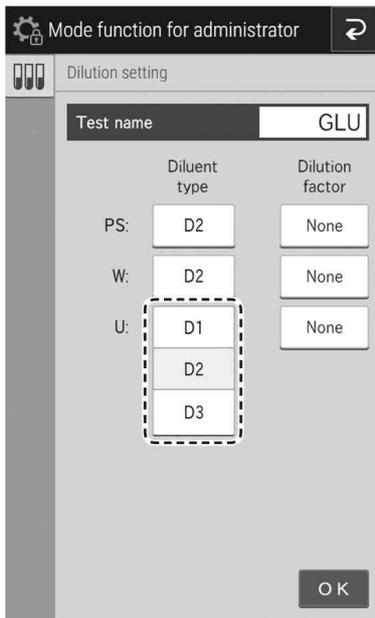 Mode function for administrator
Dilution setting
Test name GLU
Diluent type Dilution factor
PS: D2 None
W: D2 None
U: D1 None
D2
D3
OK